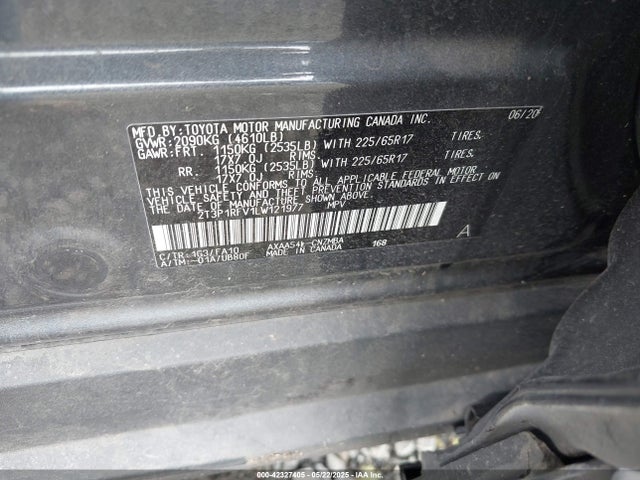 MFD.BY:TOYOTA MOTOR MANUFACTURING CANADA INC. 06/20
GVWR:2090KG (4610LB)
GAWR:FRT. 1150KG (2535LB) WITH 225/65R17 TIRES,
17X7.0J RIMS,
RR. 1150KG (2535LB) WITH 225/65R17 TIRES,
17X7.0J RIMS,
THIS VEHICLE CONFORMS TO ALL APPLICABLE FEDERAL MOTOR
VEHICLE SAFETY AND THEFT PREVENTION STANDARDS IN EFFECT
ON THE DATE OF MANUFACTURE SHOWN ABOVE.
2T3P1RFV1LW121977 MPV
C/TR:1G3/FA10 CNZMBA 168 A
A/TM:-01A/0B80F MADE IN CANADA
000-42327405 - 05/22/2025 - IAA Inc.